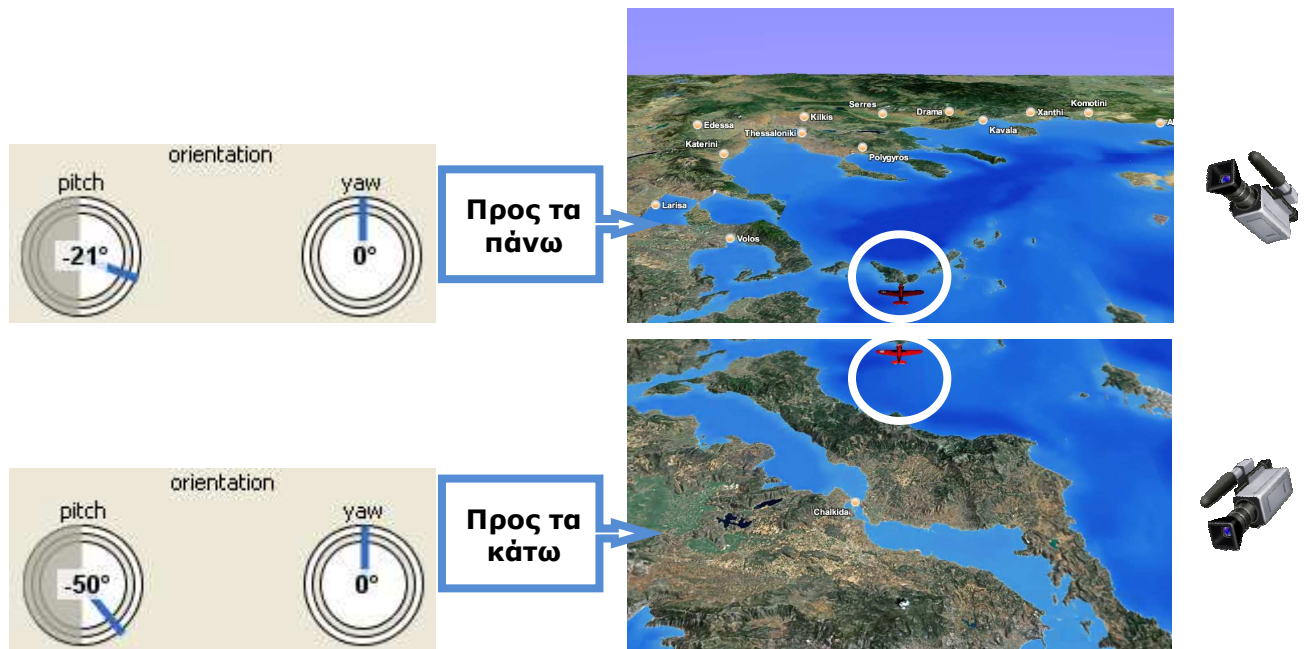 orientation
pitch
yaw
-21°
0°
Προς τα
πάνω
Serres
Drama
Xanthi
Komotini
Edessa
Kilkis
Thessaloniki
Kavala
Katerini
Polygyros
Larisa
Volos
orientation
pitch
yaw
-50°
0°
Προς τα
κάτω
Chalkida